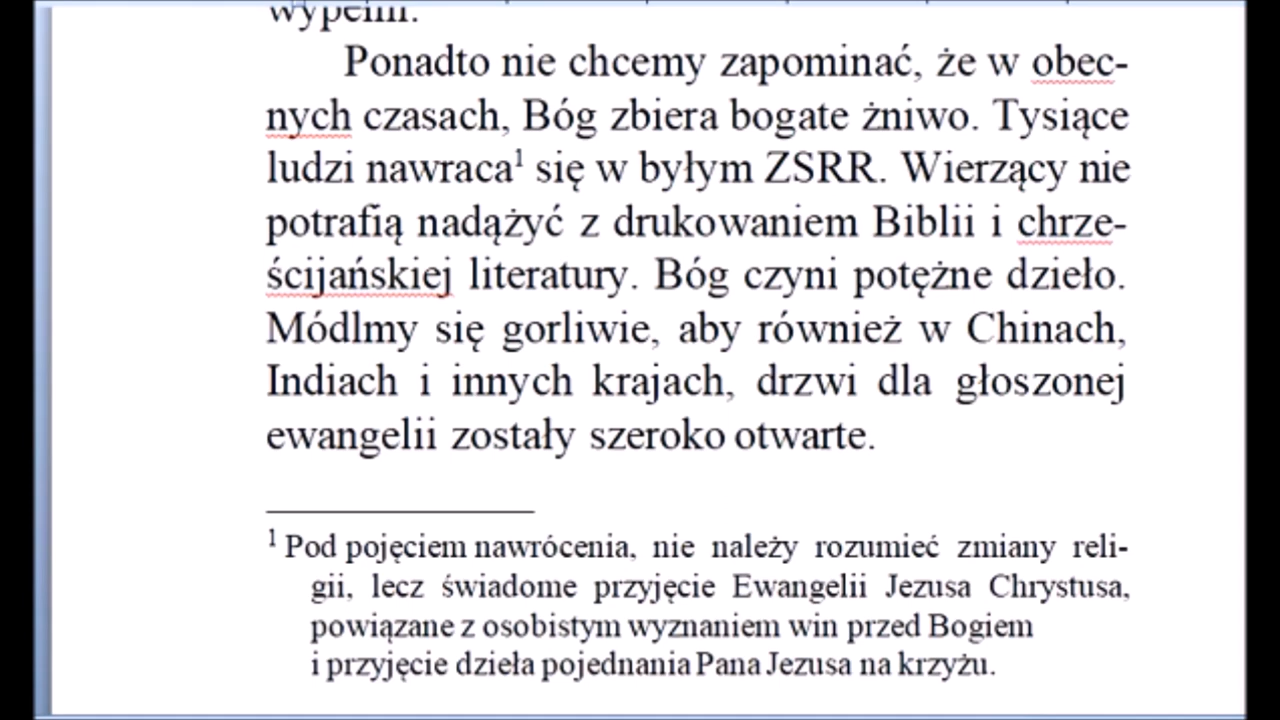 wypełni.
Ponadto nie chcemy zapominać, że w obec-
nych czasach, Bóg zbiera bogate żniwo. Tysiące
ludzi nawraca¹ się w byłym ZSRR. Wierzący nie
potrafią nadążyć z drukowaniem Biblii i chrze-
ścijańskiej literatury. Bóg czyni potężne dzieło.
Módlmy się gorliwie, aby również w Chinach,
Indiach i innych krajach, drzwi dla głoszonej
ewangelii zostały szeroko otwarte.
¹ Pod pojęciem nawrócenia, nie należy rozumieć zmiany reli-
gii, lecz świadome przyjęcie Ewangelii Jezusa Chrystusa,
powiązane z osobistym wyznaniem win przed Bogiem
i przyjęcie dzieła pojednania Pana Jezusa na krzyżu.